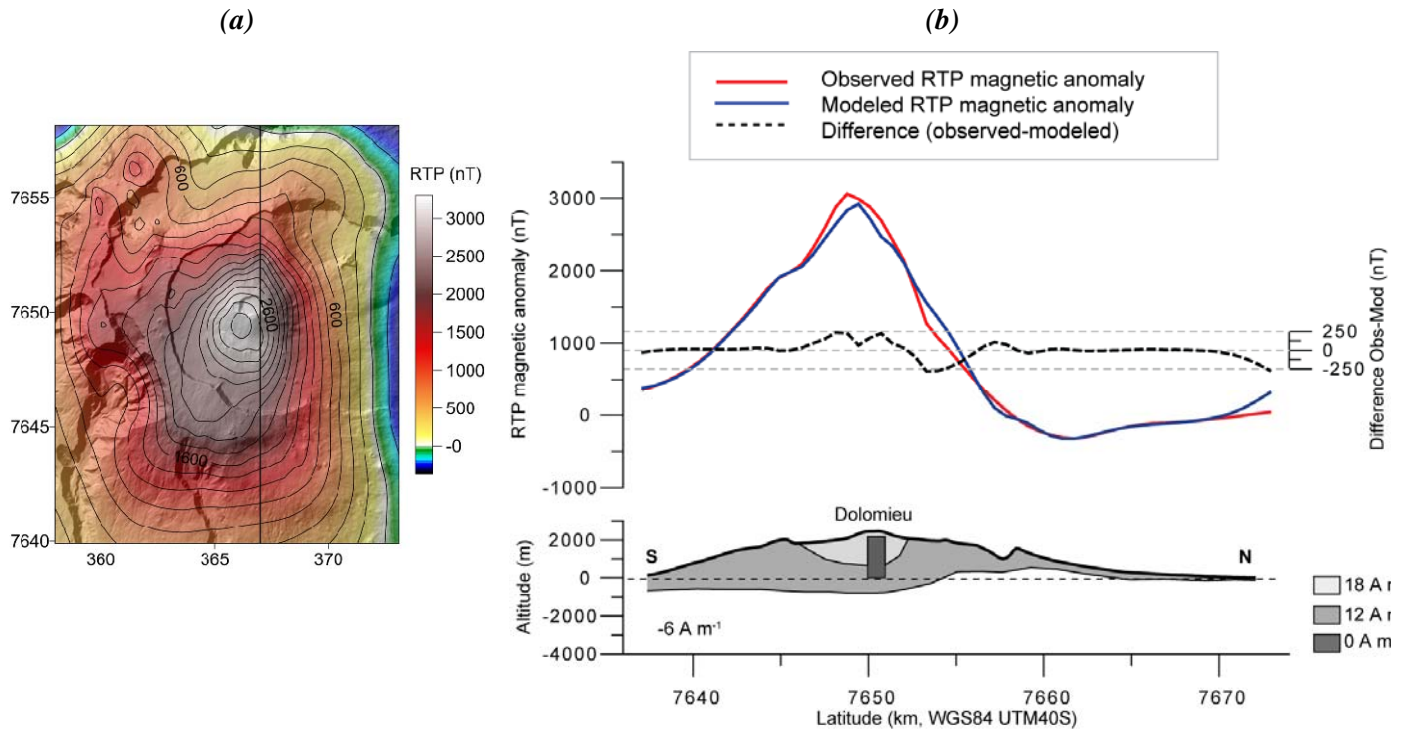 (a)
(b)
Observed RTP magnetic anomaly
Modeled RTP magnetic anomaly
Difference (observed-modeled)
RTP (nT)
3000
2500
2000
1500
1000
500
-0
7655
7650
7645
7640
360
365
370
600
2600
600
1600
RTP magnetic anomaly (nT)
3000
2000
1000
0
-1000
250
0
-250
Difference Obs-Mod (nT)
Dolomieu
Altitude (m)
2000
0
-2000
-4000
S
N
-6 A m-1
18 A r
12 A r
0 A m
7640
7650
7660
7670
Latitude (km, WGS84 UTM40S)